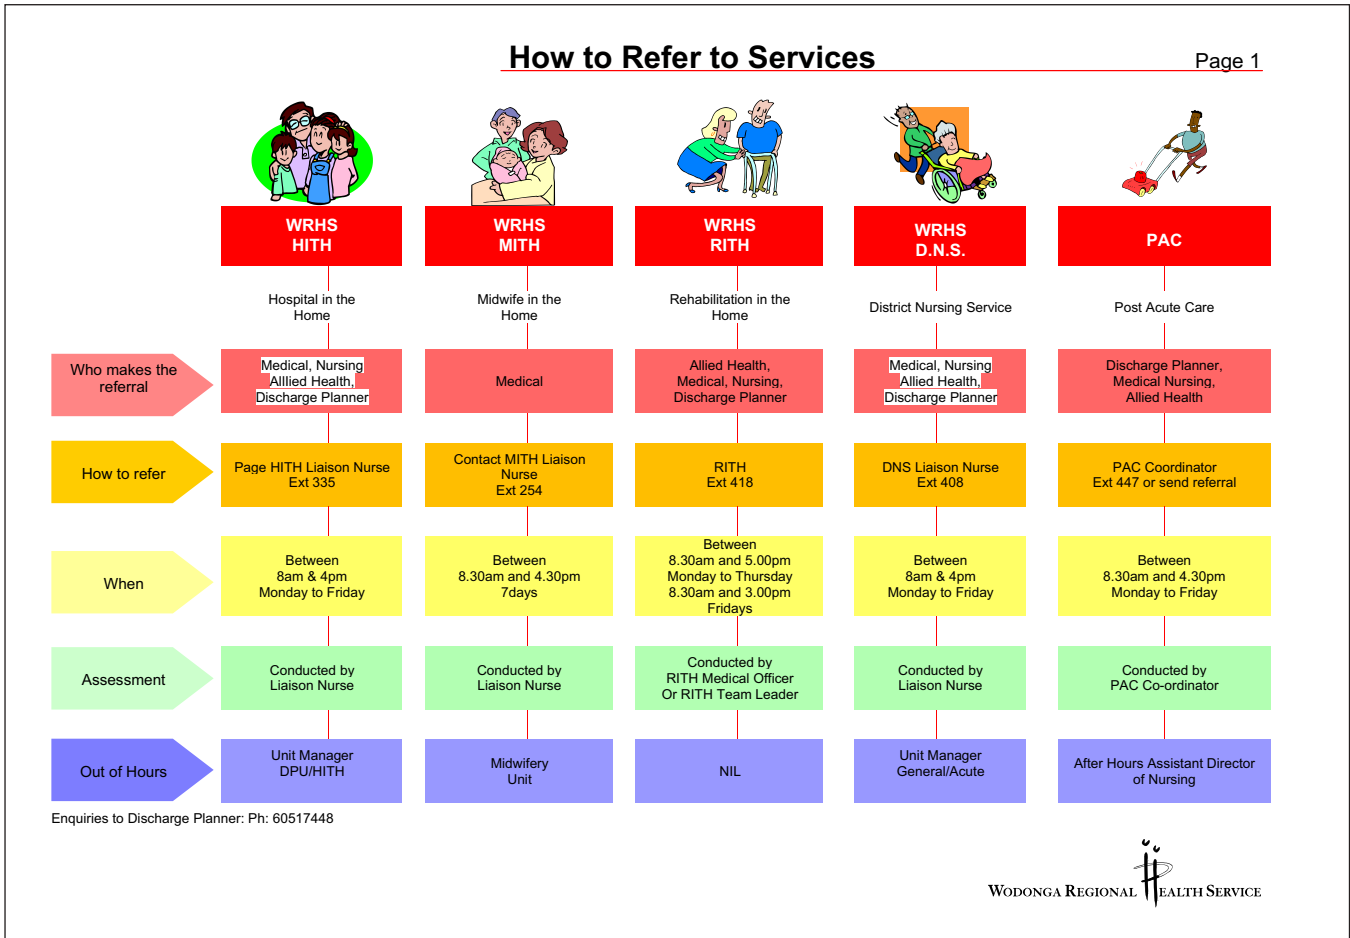 How to Refer to Services
Page 1
WRHS
HITH
WRHS
MITH
WRHS
RITH
WRHS
D.N.S.
PAC
Hospital in the
Home
Midwife in the
Home
Rehabilitation in the
Home
District Nursing Service
Post Acute Care
Who makes the
referral
Medical, Nursing
Alllied Health,
Discharge Planner
Medical
Allied Health,
Medical, Nursing,
Discharge Planner
Medical, Nursing
Allied Health,
Discharge Planner
Discharge Planner,
Medical Nursing,
Allied Health
How to refer
Page HITH Liaison Nurse
Ext 335
Contact MITH Liaison
Nurse
Ext 254
RITH
Ext 418
DNS Liaison Nurse
Ext 408
PAC Coordinator
Ext 447 or send referral
When
Between
8am & 4pm
Monday to Friday
Between
8.30am and 4.30pm
7days
Between
8.30am and 5.00pm
Monday to Thursday
8.30am and 3.00pm
Fridays
Between
8am & 4pm
Monday to Friday
Between
8.30am and 4.30pm
Monday to Friday
Assessment
Conducted by
Liaison Nurse
Conducted by
Liaison Nurse
Conducted by
RITH Medical Officer
Or RITH Team Leader
Conducted by
Liaison Nurse
Conducted by
PAC Co-ordinator
Out of Hours
Unit Manager
DPU/HITH
Midwifery
Unit
NIL
Unit Manager
General/Acute
After Hours Assistant Director
of Nursing
Enquiries to Discharge Planner: Ph: 60517448
WODONGA REGIONAL HEALTH SERVICE